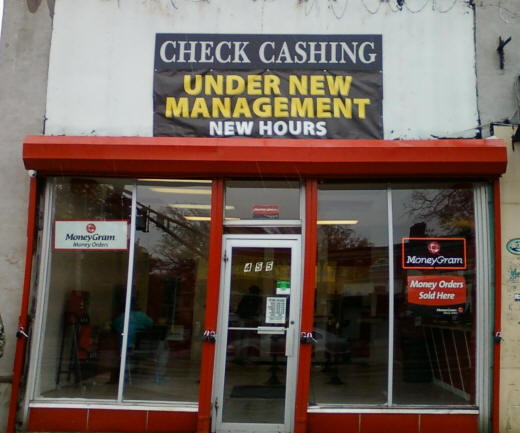 CHECK CASHING
UNDER NEW
MANAGEMENT
NEW HOURS
MoneyGram
Money Orders
455
MoneyGram
Money Orders
Sold Here